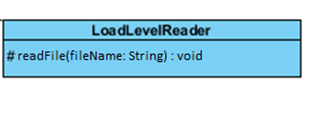 LoadLevelReader
# readFile(fileName: String) : void